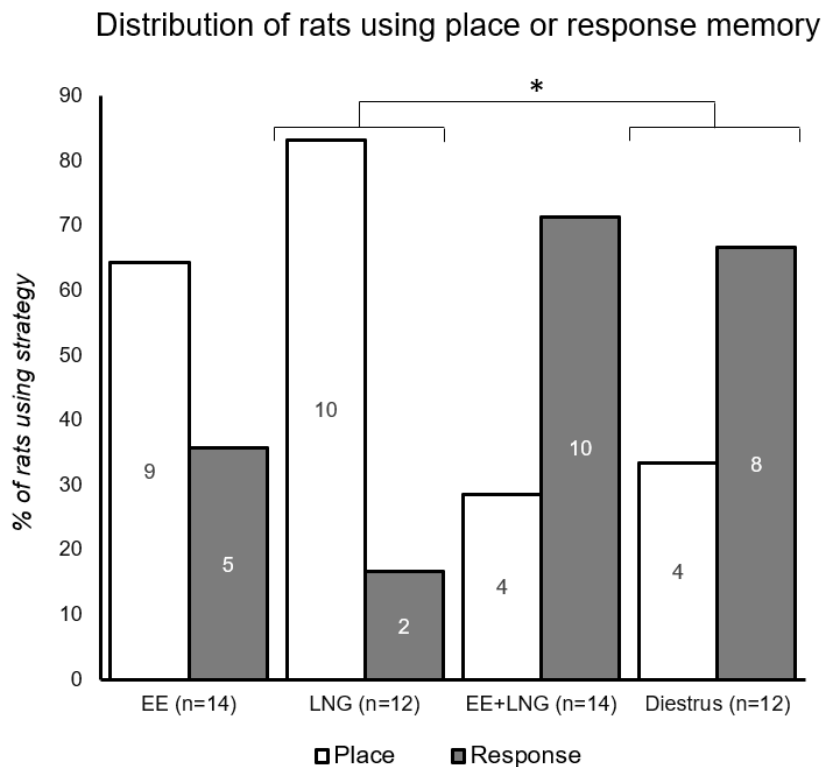 Distribution of rats using place or response memory
*
90
80
70
60
50
40
30
20
10
0
% of rats using strategy
9
5
10
2
4
10
4
8
EE (n=14)
LNG (n=12)
EE+LNG (n=14)
Diestrus (n=12)
Place
Response